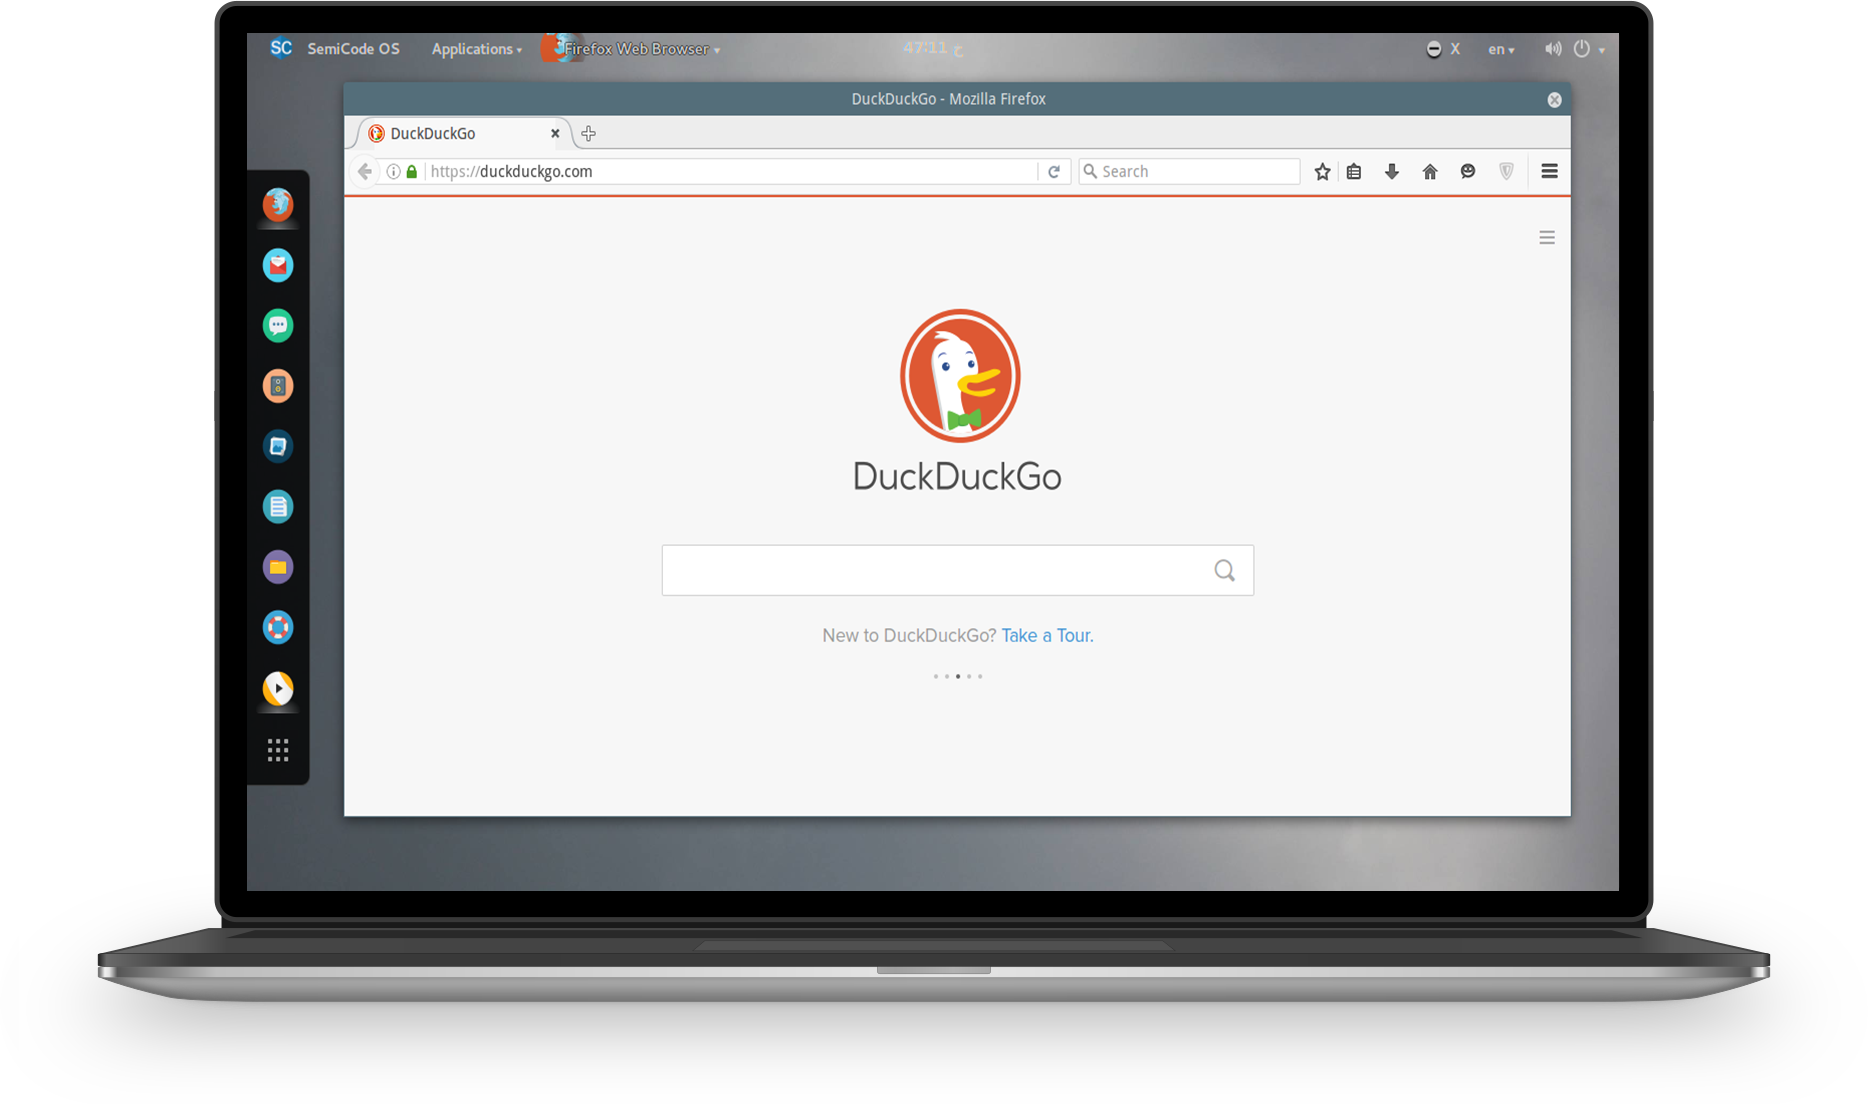 SC SemiCode OS Applications Firefox Web Browser 47:11 ح X en
DuckDuckGo - Mozilla Firefox
DuckDuckGo
https://duckduckgo.com Search
DuckDuckGo
New to DuckDuckGo? Take a Tour.